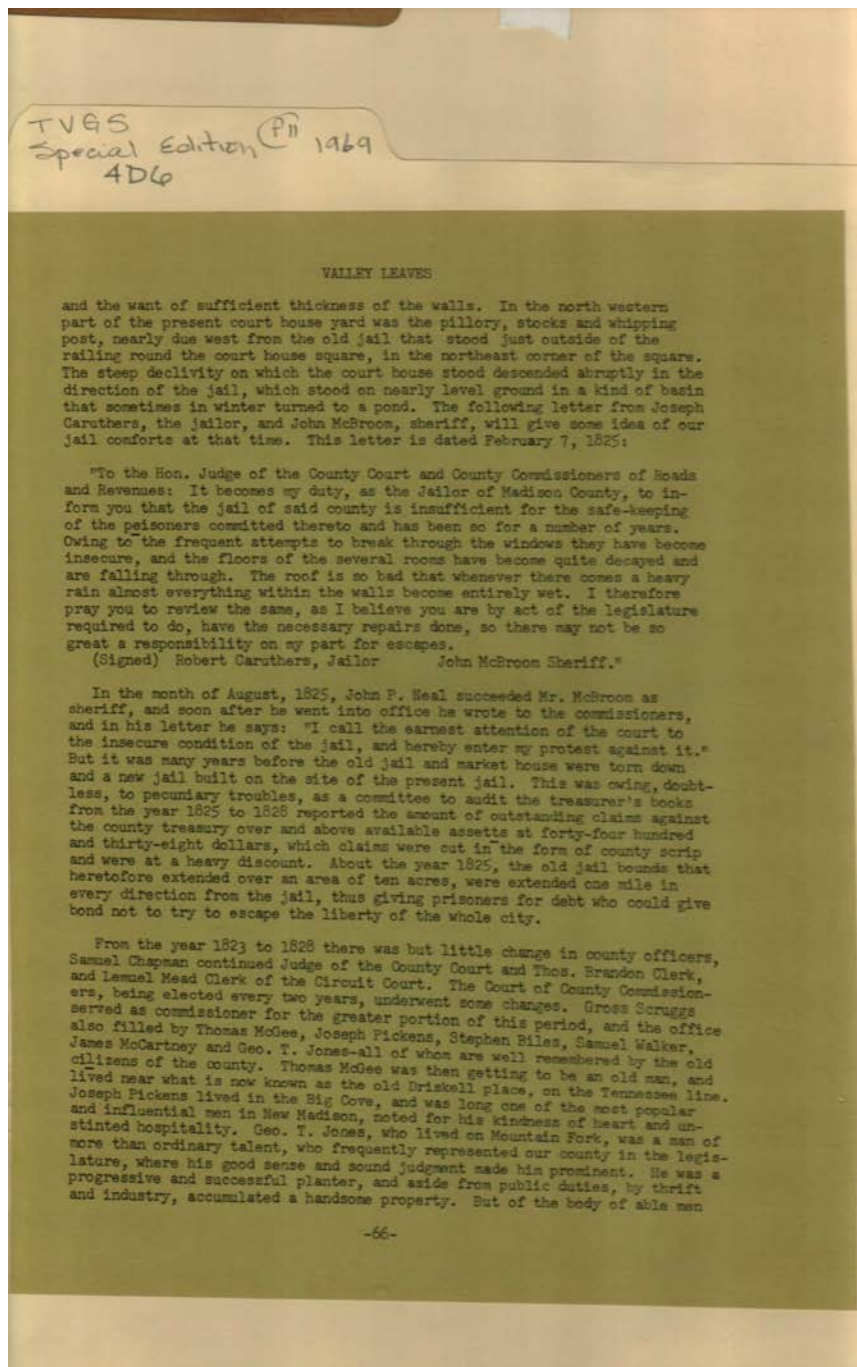 TVGS
Special Edition P11 1969
4D6
VALLEY LEAVES
and the want of sufficient thickness of the walls. In the north western
part of the present court house yard was the pillory, stocks and whipping
post, nearly due west from the old jail that stood just outside of the
railing round the court house square, in the northeast corner of the square.
The steep declivity on which the court house stood descended abruptly in the
direction of the jail, which stood on nearly level ground in a kind of basin
that sometimes in winter turned to a pond. The following letter from Joseph
Caruthers, the jailor, and John McBroom, sheriff, will give some idea of our
jail comforts at that time. This letter is dated February 7, 1825:
"To the Hon. Judge of the County Court and County Commissioners of Roads
and Revenues: It becomes my duty, as the Jailor of Madison County, to in-
form you that the jail of said county is insufficient for the safe-keeping
of the peisoners committed thereto and has been so for a number of years.
Owing to the frequent attempts to break through the windows they have become
insecure, and the floors of the several rooms have become quite decayed and
are falling through. The roof is so bad that whenever there comes a heavy
rain almost everything within the walls become entirely wet. I therefore
pray you to review the same, as I believe you are by act of the legislature
required to do, have the necessary repairs done, so there may not be so
great a responsibility on my part for escapes.
(Signed) Robert Caruthers, Jailor John McBroom Sheriff."
In the month of August, 1825, John P. Neal succeeded Mr. McBroom as
sheriff, and soon after he went into office he wrote to the commissioners,
and in his letter he says: "I call the earnest attention of the court to
the insecure condition of the jail, and hereby enter my protest against it."
But it was many years before the old jail and market house were torn down
and a new jail built on the site of the present jail. This was owing, doubt-
less, to pecuniary troubles, as a committee to audit the treasurer's books
from the year 1825 to 1828 reported the amount of outstanding claims against
the county treasury over and above available assetts at forty-four hundred
and thirty-eight dollars, which claims were cut in the form of county scrip
and were at a heavy discount. About the year 1825, the old jail bounds that
heretofore extended over an area of ten acres, were extended one mile in
every direction from the jail, thus giving prisoners for debt who could give
bond not to try to escape the liberty of the whole city.
From the year 1823 to 1828 there was but little change in county officers,
Samuel Chapman continued Judge of the County Court and Thos. Brandon Clerk,
and Lemuel Mead Clerk of the Circuit Court. The Court of County Commission-
ers, being elected every two years, underwent some changes. Gross Scruggs
served as commissioner for the greater portion of this period, and the office
also filled by Thomas McGee, Joseph Pickens, Stephen Biles, Samuel Walker,
James McCartney and Geo. T. Jones-all of whom are well remembered by the old
cilizens of the county. Thomas McGee was then getting to be an old man, and
lived near what is now known as the old Driskell place, on the Tennessee line.
Joseph Pickens lived in the Big Cove, and was long one of the most popular
and influential men in New Madison, noted for his kindness of heart and un-
stinted hospitality. Geo. T. Jones, who lived on Mountain Fork, was a man of
more than ordinary talent, who frequently represented our county in the legis-
lature, where his good sense and sound judgment made him prominent. He was a
progressive and successful planter, and aside from public duties, by thrift
and industry, accumulated a handsome property. But of the body of able men
-66-